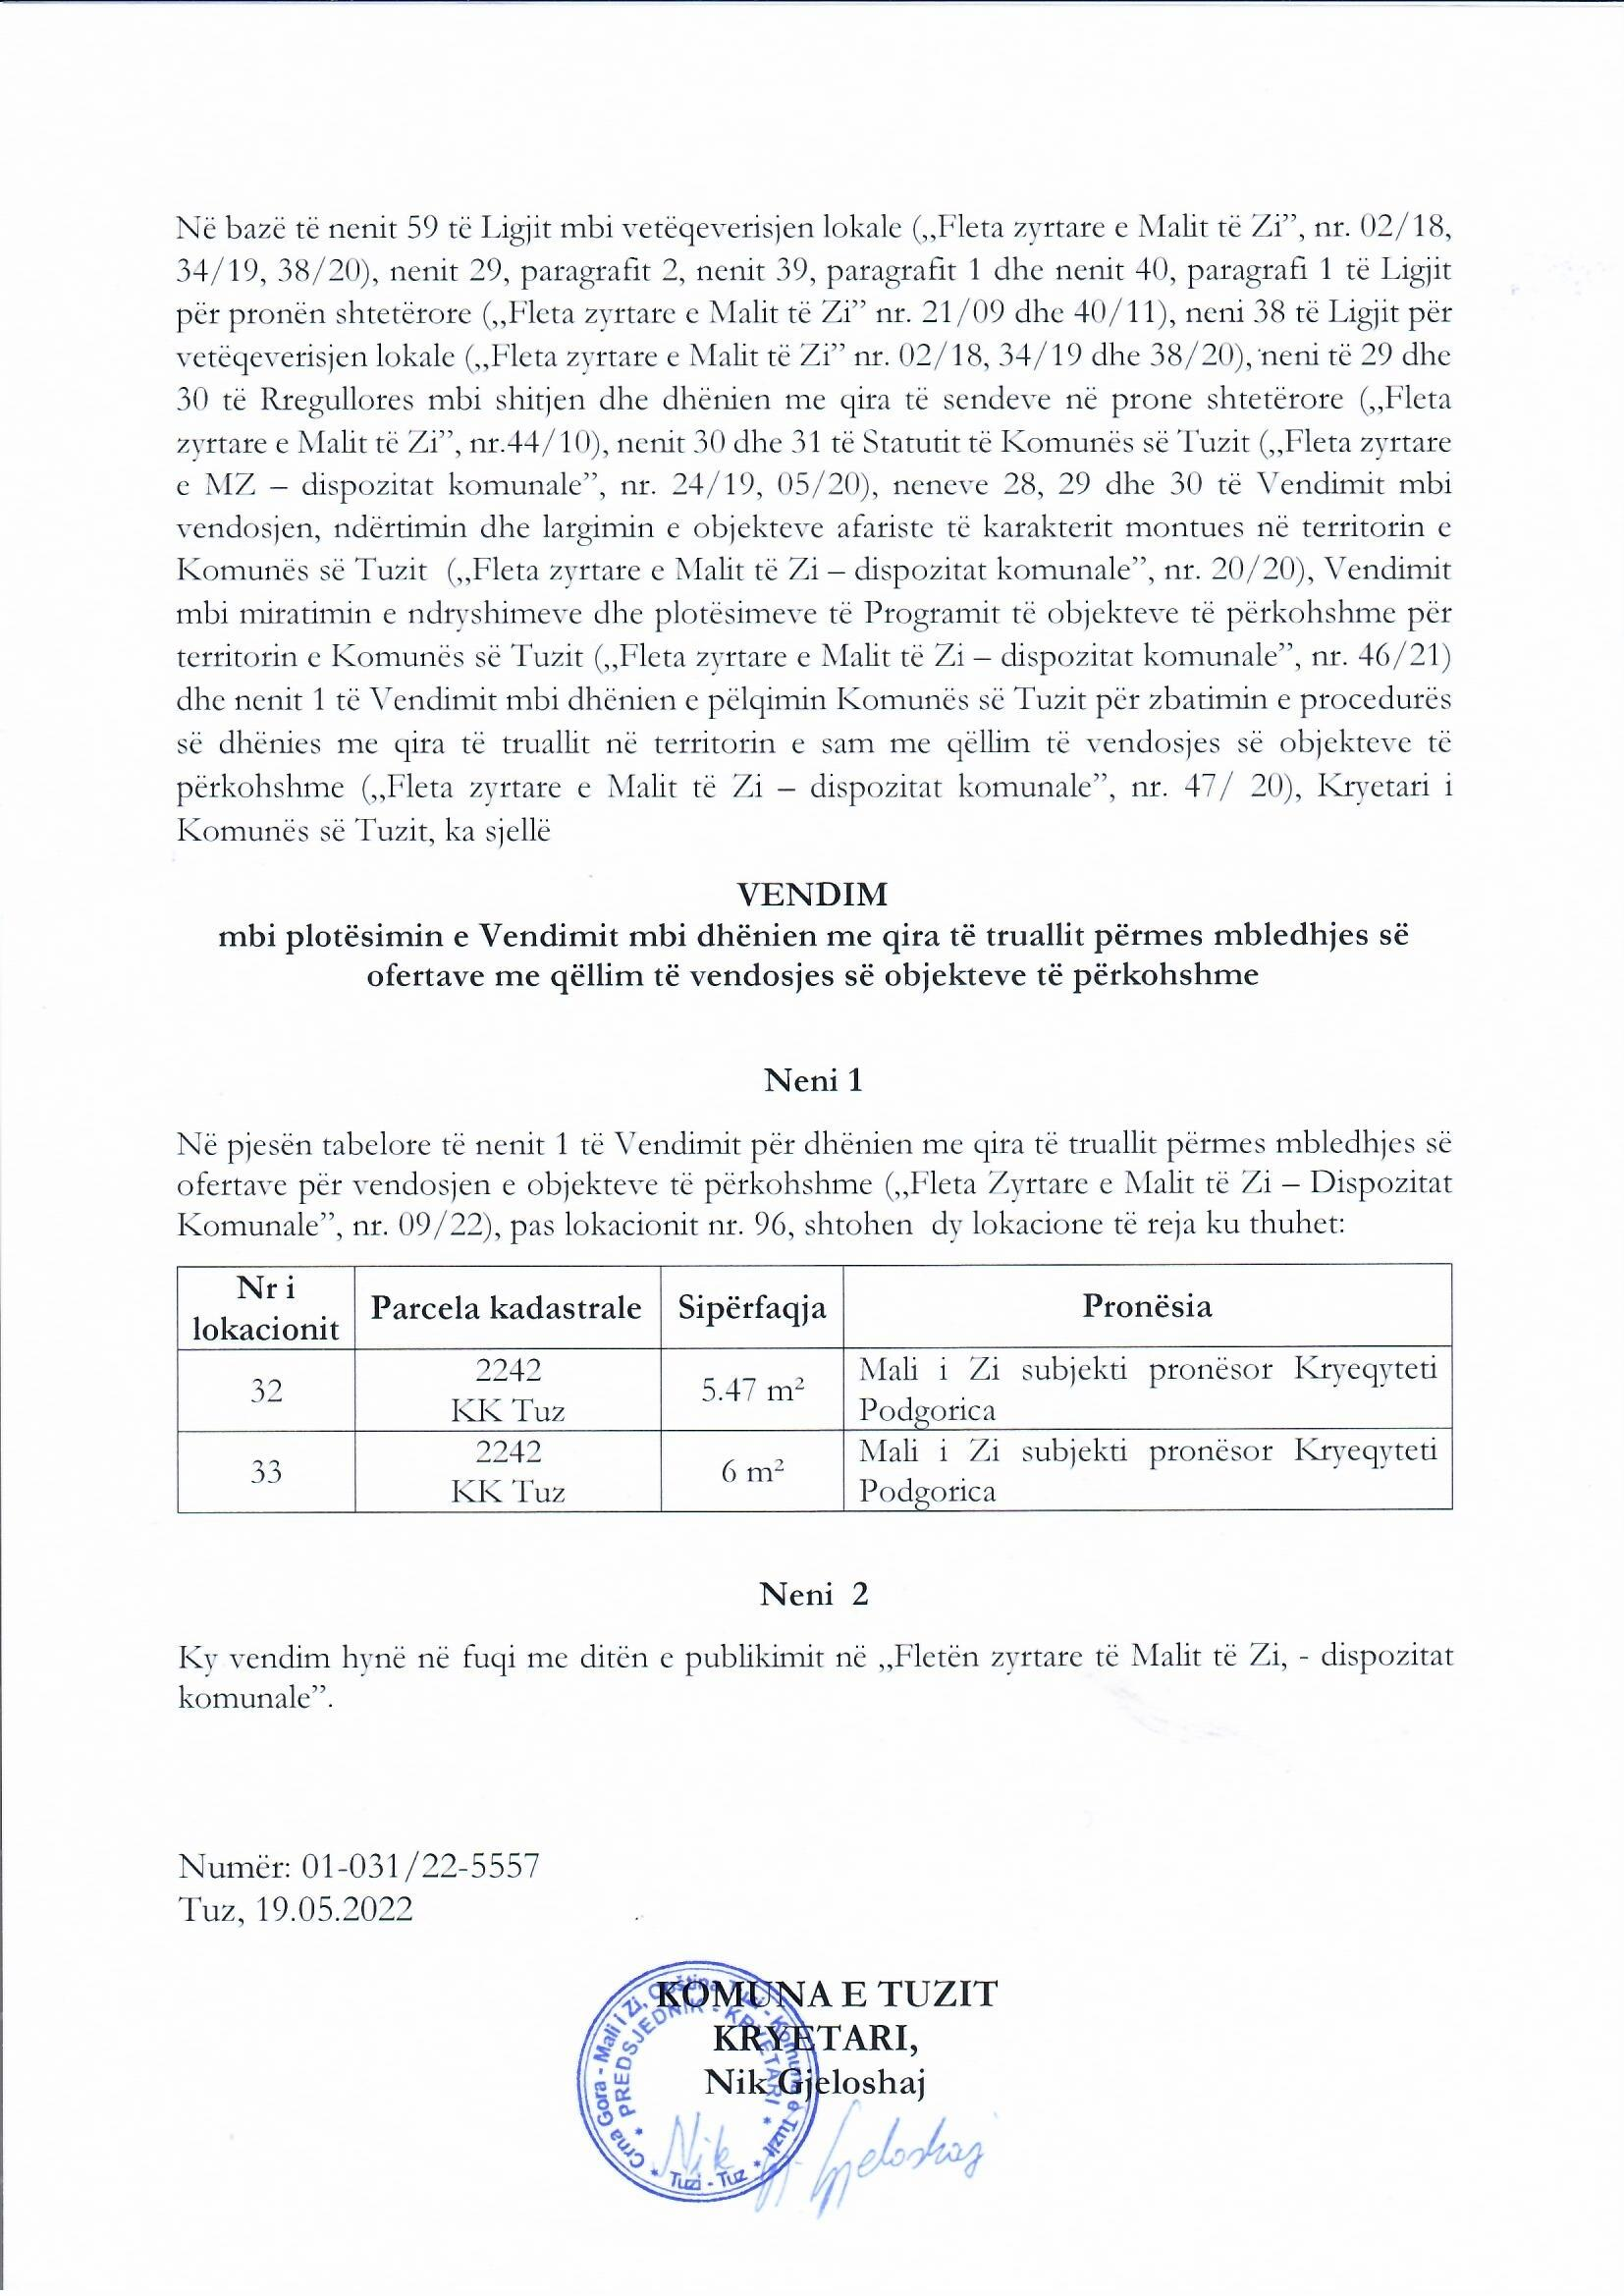 Në bazë të nenit 59 të Ligjit mbi vetëqeverisjen lokale („Fleta zyrtare e Malit të Zi”, nr. 02/18,
34/19, 38/20), nenit 29, paragrafit 2, nenit 39, paragrafit 1 dhe nenit 40, paragrafi 1 të Ligjit
për pronën shtetërore („Fleta zyrtare e Malit të Zi” nr. 21/09 dhe 40/11), neni 38 të Ligjit për
vetëqeverisjen lokale („Fleta zyrtare e Malit të Zi” nr. 02/18, 34/19 dhe 38/20), neni të 29 dhe
30 të Rregullores mbi shitjen dhe dhënien me qira të sendeve në prone shtetërore („Fleta
zyrtare e Malit të Zi”, nr.44/10), nenit 30 dhe 31 të Statutit të Komunës së Tuzit („Fleta zyrtare
e MZ – dispozitat komunale”, nr. 24/19, 05/20), neneve 28, 29 dhe 30 të Vendimit mbi
vendosjen, ndërtimin dhe largimin e objekteve afariste të karakterit montues në territorin e
Komunës së Tuzit („Fleta zyrtare e Malit të Zi – dispozitat komunale”, nr. 20/20), Vendimit
mbi miratimin e ndryshimeve dhe plotësimeve të Programit të objekteve të përkohshme për
territorin e Komunës së Tuzit („Fleta zyrtare e Malit të Zi – dispozitat komunale”, nr. 46/21)
dhe nenit 1 të Vendimit mbi dhënien e pëlqimin Komunës së Tuzit për zbatimin e procedurës
së dhënies me qira të truallit në territorin e sam me qëllim të vendosjes së objekteve të
përkohshme („Fleta zyrtare e Malit të Zi – dispozitat komunale”, nr. 47/ 20), Kryetari i
Komunës së Tuzit, ka sjellë
VENDIM
mbi plotësimin e Vendimit mbi dhënien me qira të truallit përmes mbledhjes së
ofertave me qëllim të vendosjes së objekteve të përkohshme
Neni 1
Në pjesën tabelore të nenit 1 të Vendimit për dhënien me qira të truallit përmes mbledhjes së
ofertave për vendosjen e objekteve të përkohshme („Fleta Zyrtare e Malit të Zi – Dispozitat
Komunale”, nr. 09/22), pas lokacionit nr. 96, shtohen dy lokacione të reja ku thuhet:
Nr i
lokacionit
Parcela kadastrale
Sipërfaqja
Pronësia
32
2242
KK Tuz
5.47 m²
Mali i Zi subjekti pronësor Kryeqyteti
Podgorica
33
2242
KK Tuz
6 m²
Mali i Zi subjekti pronësor Kryeqyteti
Podgorica
Neni 2
Ky vendim hynë në fuqi me ditën e publikimit në „Fletën zyrtare të Malit të Zi, - dispozitat
komunale”.
Numër: 01-031/22-5557
Tuz, 19.05.2022
KOMUNA E TUZIT
KRYETARI,
Nik Gjeloshaj
Crna Gora - Mali i Zi, Opština Tuzi - Komuna e Tuzit
PREDSJEDNIK - KRYETARI
Tuzi - Tuz
Nik Gjeloshaj